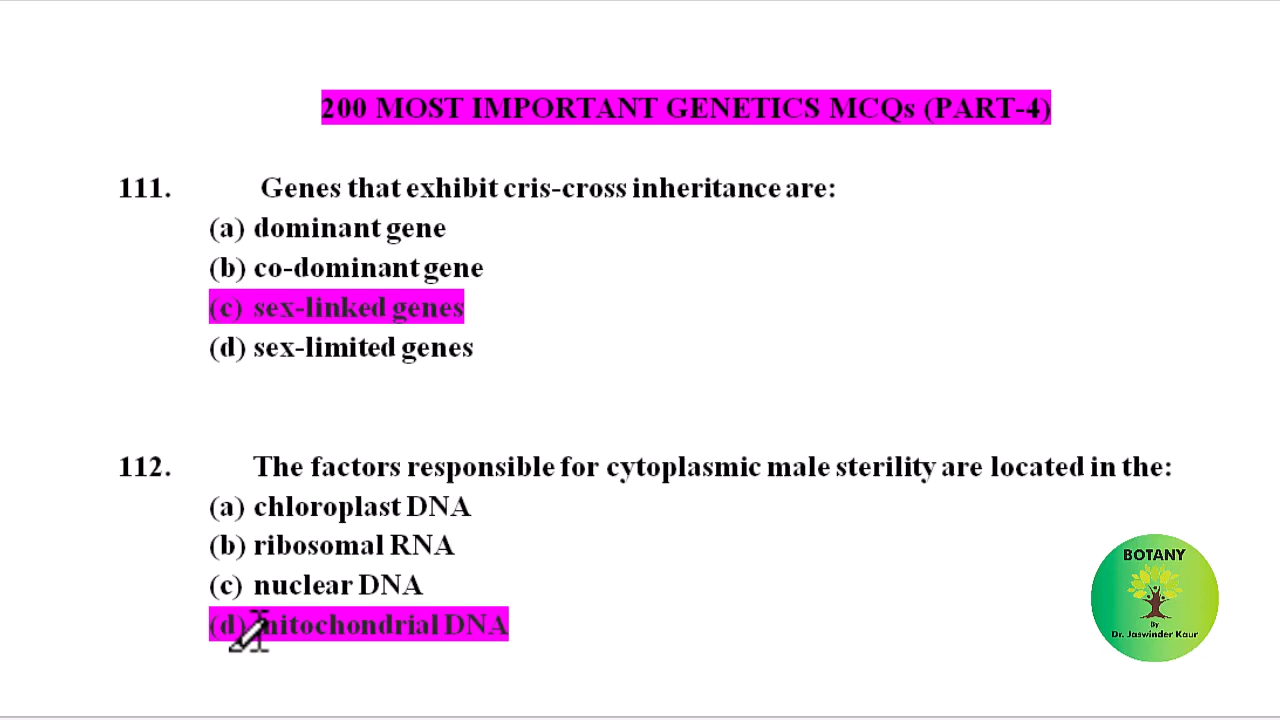 200 MOST IMPORTANT GENETICS MCQs (PART-4)
111. Genes that exhibit cris-cross inheritance are:
(a) dominant gene
(b) co-dominant gene
(c) sex-linked genes
(d) sex-limited genes
112. The factors responsible for cytoplasmic male sterility are located in the:
(a) chloroplast DNA
(b) ribosomal RNA
(c) nuclear DNA
(d) mitochondrial DNA
BOTANY
By
Dr. Jaswinder Kaur